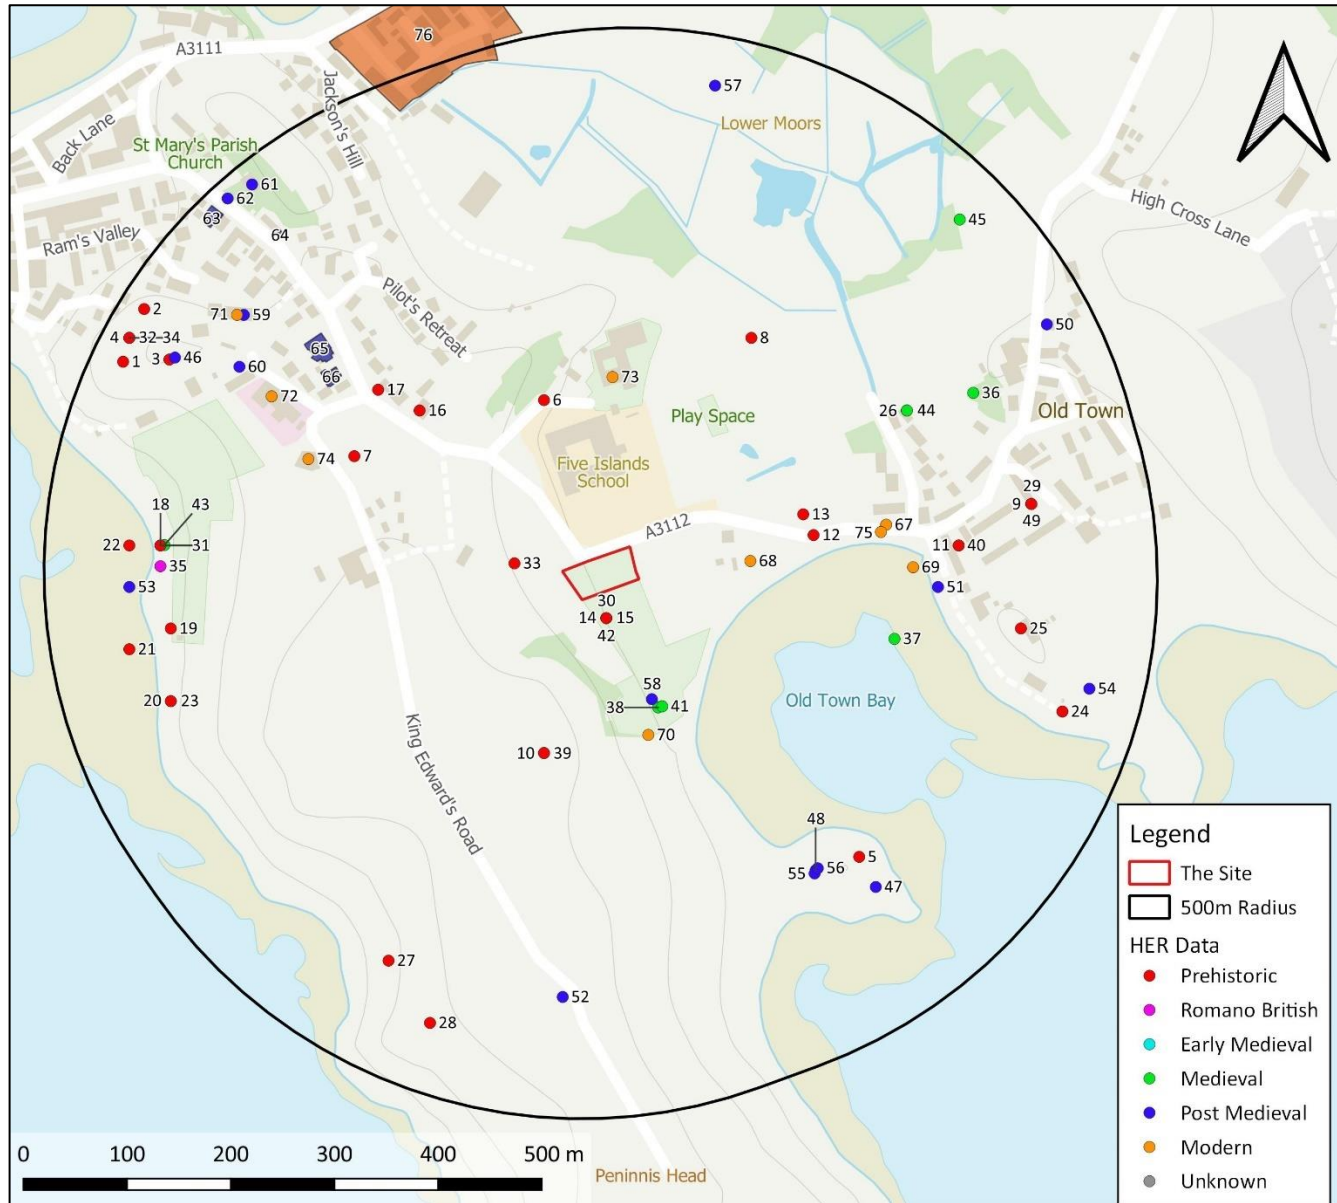 76
A3111
57
Jackson's Hill
Back Lane
Lower Moors
St Mary's Parish
Church
61
62
63
64
45
High Cross Lane
Ram's Valley
Pilot's Retreat
2
71 59
50
4 32 34
65
8
1
3 46
60
66
73
36
72
17
16
6
26 44
Old Town
Play Space
74
7
Five Islands
School
29
9
49
18 43
13
A3112
12
67
75
22
31
11 40
35
33
68
69
53
30
51
14 15
42
19
25
37
21
58
54
20 23
38
41
Old Town Bay
24
70
King Edward's Road
10 39
48
5
56
55
47
27
52
28
Peninnis Head
0 100 200 300 400 500 m
Legend
The Site
500m Radius
HER Data
Prehistoric
Romano British
Early Medieval
Medieval
Post Medieval
Modern
Unknown